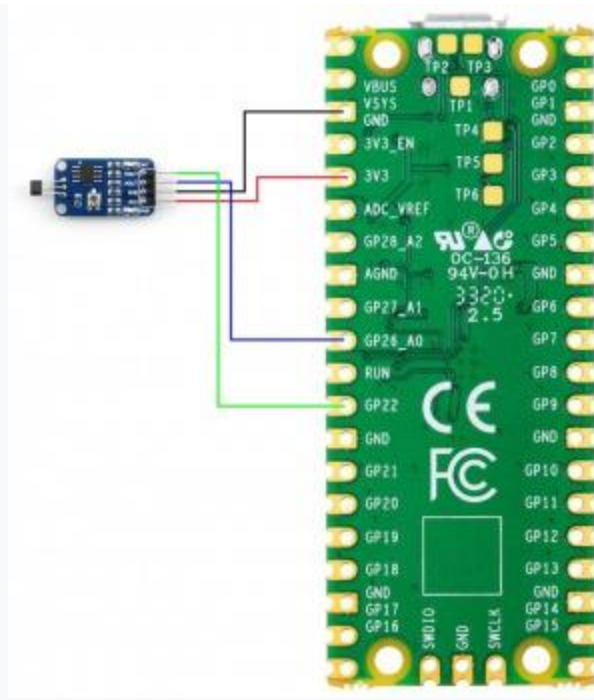 TP2 TP3
TP1
TP4
TP5
TP6
VBUS
VSYS
GND
3V3_EN
3V3
ADC_VREF
GP28_A2
AGND
GP27_A1
GP26_A0
RUN
GP22
GND
GP21
GP20
GP19
GP18
GND
GP17
GP16
OC-136
94V-0H
3320
2.5
CE
FC
SWDIO
GND
SWCLK
GP0
GP1
GND
GP2
GP3
GP4
GP5
GND
GP6
GP7
GP8
GP9
GND
GP10
GP11
GP12
GP13
GND
GP14
GP15